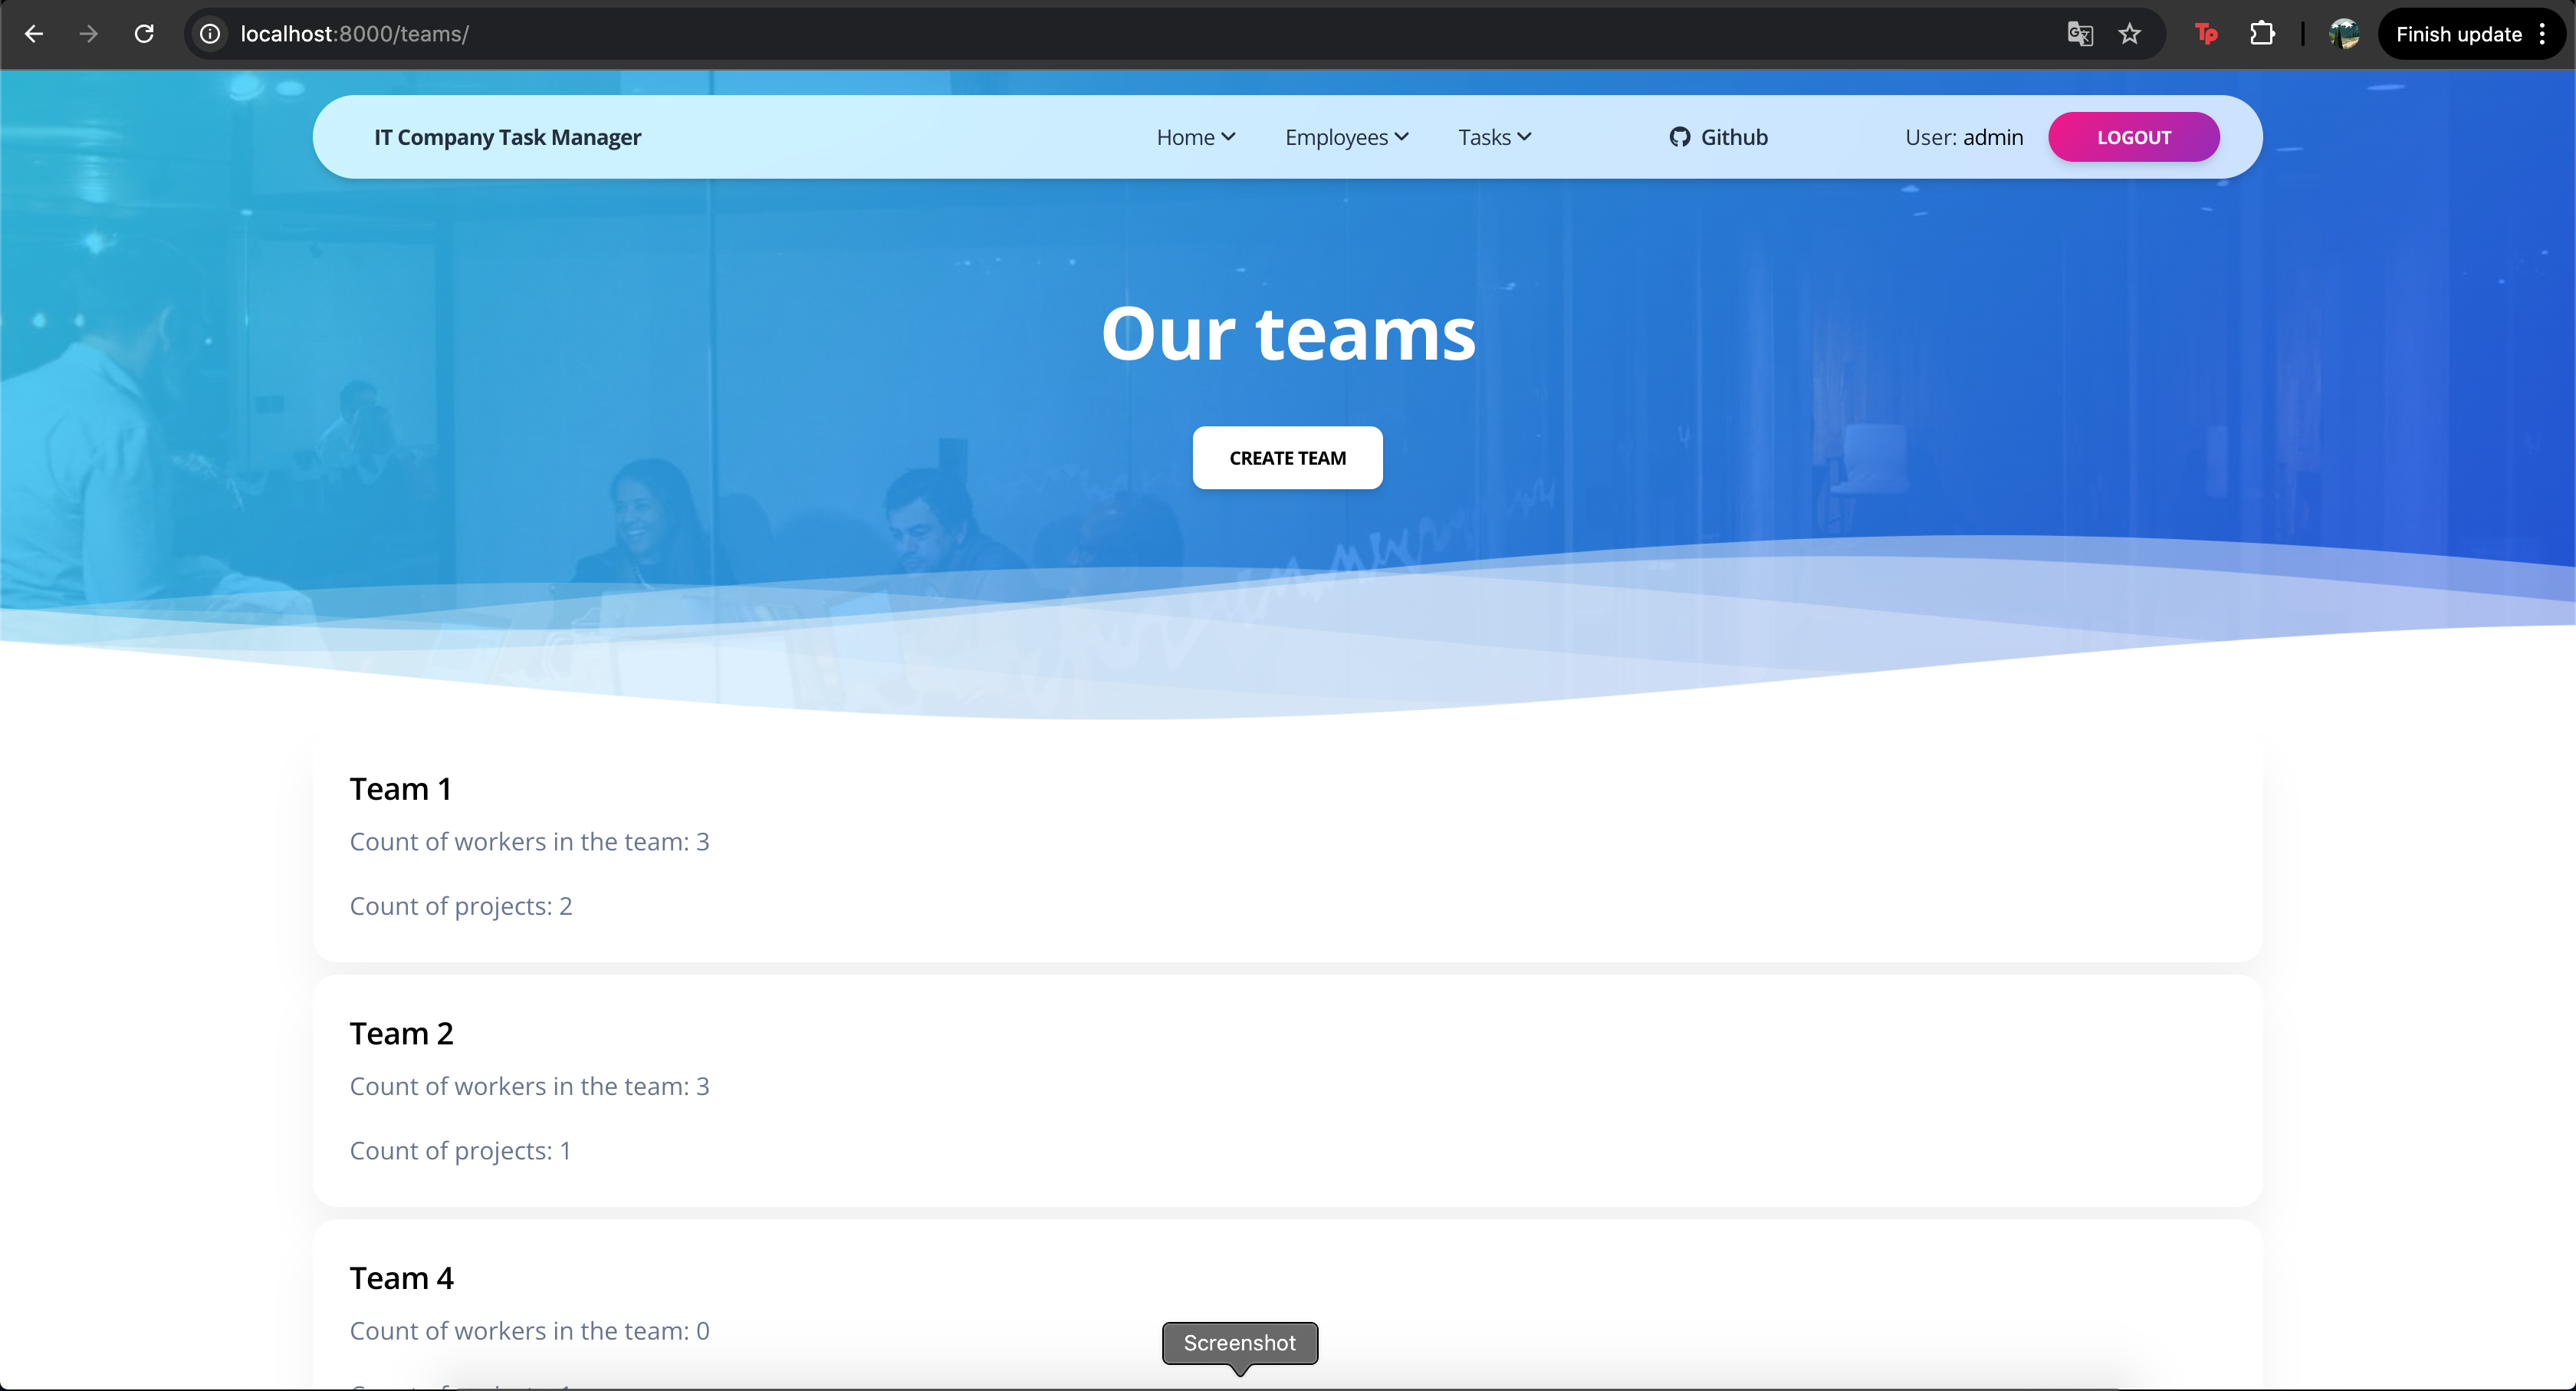 localhost:8000/teams/
Finish update
IT Company Task Manager
Home
Employees
Tasks
Github
User: admin
LOGOUT
Our teams
CREATE TEAM
Team 1
Count of workers in the team: 3
Count of projects: 2
Team 2
Count of workers in the team: 3
Count of projects: 1
Team 4
Count of workers in the team: 0
Screenshot